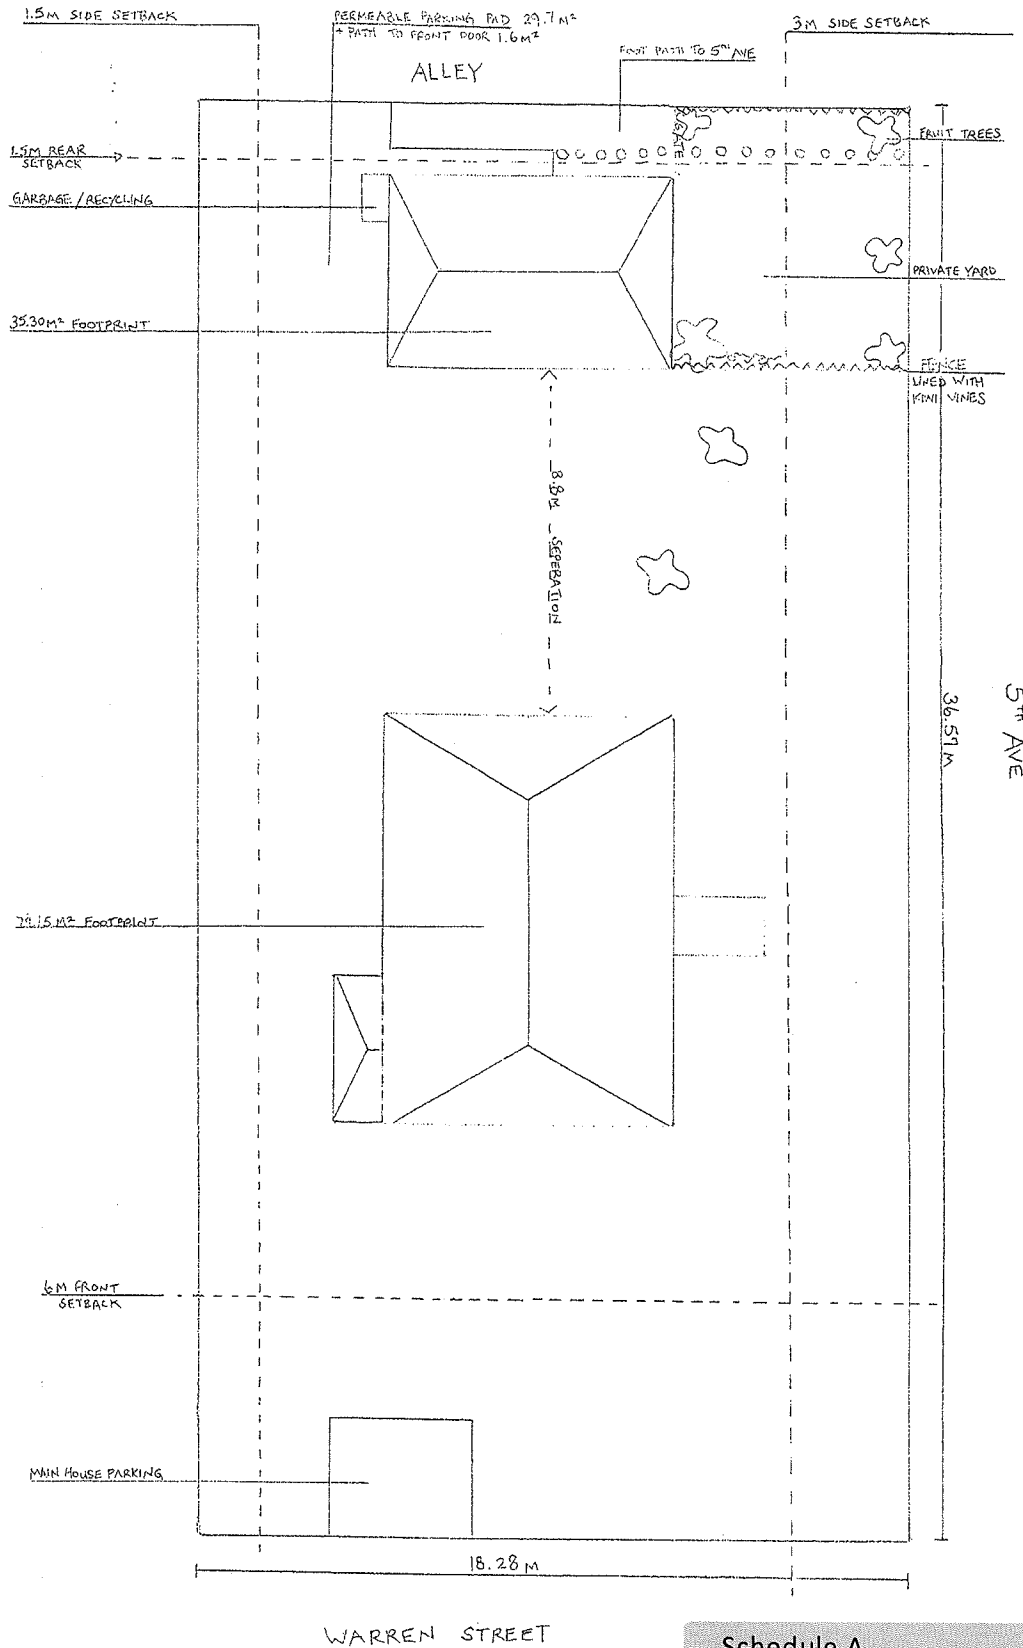 1.5M SIDE SETBACK
PERMEABLE PARKING PAD 29.7M²
+ PATH TO FRONT DOOR 1.6M²
3M SIDE SETBACK
FOOT PATH TO 5TH AVE
ALLEY
GATE
FRUIT TREES
1.5M REAR
SETBACK
GARBAGE/RECYCLING
PRIVATE YARD
35.30M² FOOTPRINT
FENCE
LINED WITH
KIWI VINES
8.8M SEPERATION
5TH AVE
36.57M
M² FOOTPRINT
6M FRONT
SETBACK
MAIN HOUSE PARKING
18.28M
WARREN STREET
Schedule A